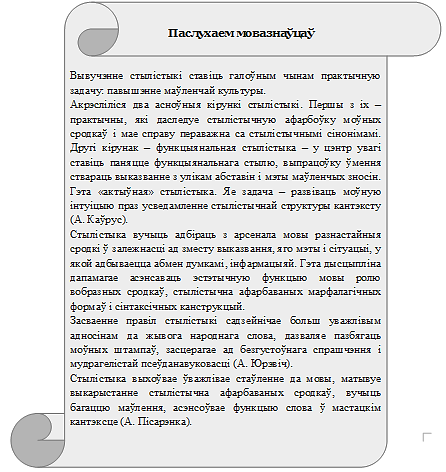 Паслухаем мовазнаўцаў
Вывучэнне стылістыкі ставіць галоўным чынам практычную
задачу: павышэнне маўленчай культуры.
Акрэсліліся два асноўныя кірункі стылістыкі. Першы з іх –
практычны, які даследуе стылістычную афарбоўку моўных
сродкаў і мае справу пераважна са стылістычнымі сінонімамі.
Другі кірунак – функцыянальная стылістыка – у цэнтр увагі
ставіць паняцце функцыянальнага стылю, выпрацоўку ўмення
ствараць выказванне з улікам абставін і мэты маўленчых зносін.
Гэта «актыўная» стылістыка. Яе задача – развіваць моўную
інтуіцыю праз усведамленне стылістычнай структуры кантэксту
(А. Каўрус).
Стылістыка вучыць адбіраць з арсенала мовы разнастайныя
сродкі ў залежнасці ад зместу выказвання, яго мэты і сітуацыі, у
якой адбываецца абмен думкамі, інфармацыяй. Гэта дысцыпліна
дапамагае асэнсаваць эстэтычную функцыю мовы ролю
вобразных сродкаў, стылістычна афарбаваных марфалагічных
формаў і сінтаксічных канструкцый.
Засваенне правіл стылістыкі садзейнічае больш уважлівым
адносінам да жывога народнага слова, дазваляе пазбягаць
моўных штампаў, засцерагае ад безгустоўнага спрашчэння і
мудрагелістай псеўданавуковасці (А. Юрэвіч).
Стылістыка выхоўвае ўважлівае стаўленне да мовы, матывуе
выкарыстанне стылістычна афарбаваных сродкаў, вучыць
багаццю маўлення, асэнсоўвае функцыю слова ў мастацкім
кантэксце (А. Пісарэнка).